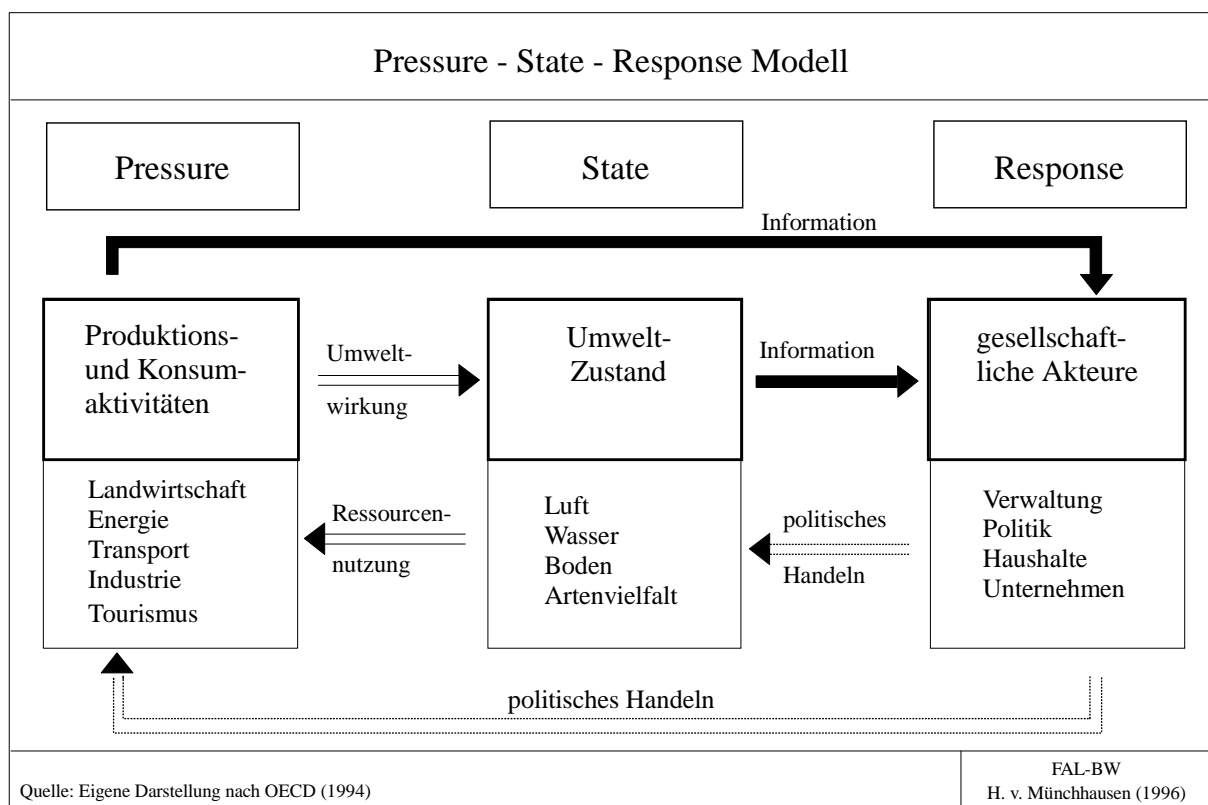 Pressure - State - Response Modell
Pressure
State
Response
Information
Produktions-
und Konsum-
aktivitäten
Umwelt-
wirkung
Umwelt-
Zustand
Information
gesellschaft-
liche Akteure
Landwirtschaft
Energie
Transport
Industrie
Tourismus
Ressourcen-
nutzung
Luft
Wasser
Boden
Artenvielfalt
politisches
Handeln
Verwaltung
Politik
Haushalte
Unternehmen
politisches Handeln
Quelle: Eigene Darstellung nach OECD (1994)
FAL-BW
H. v. Münchhausen (1996)